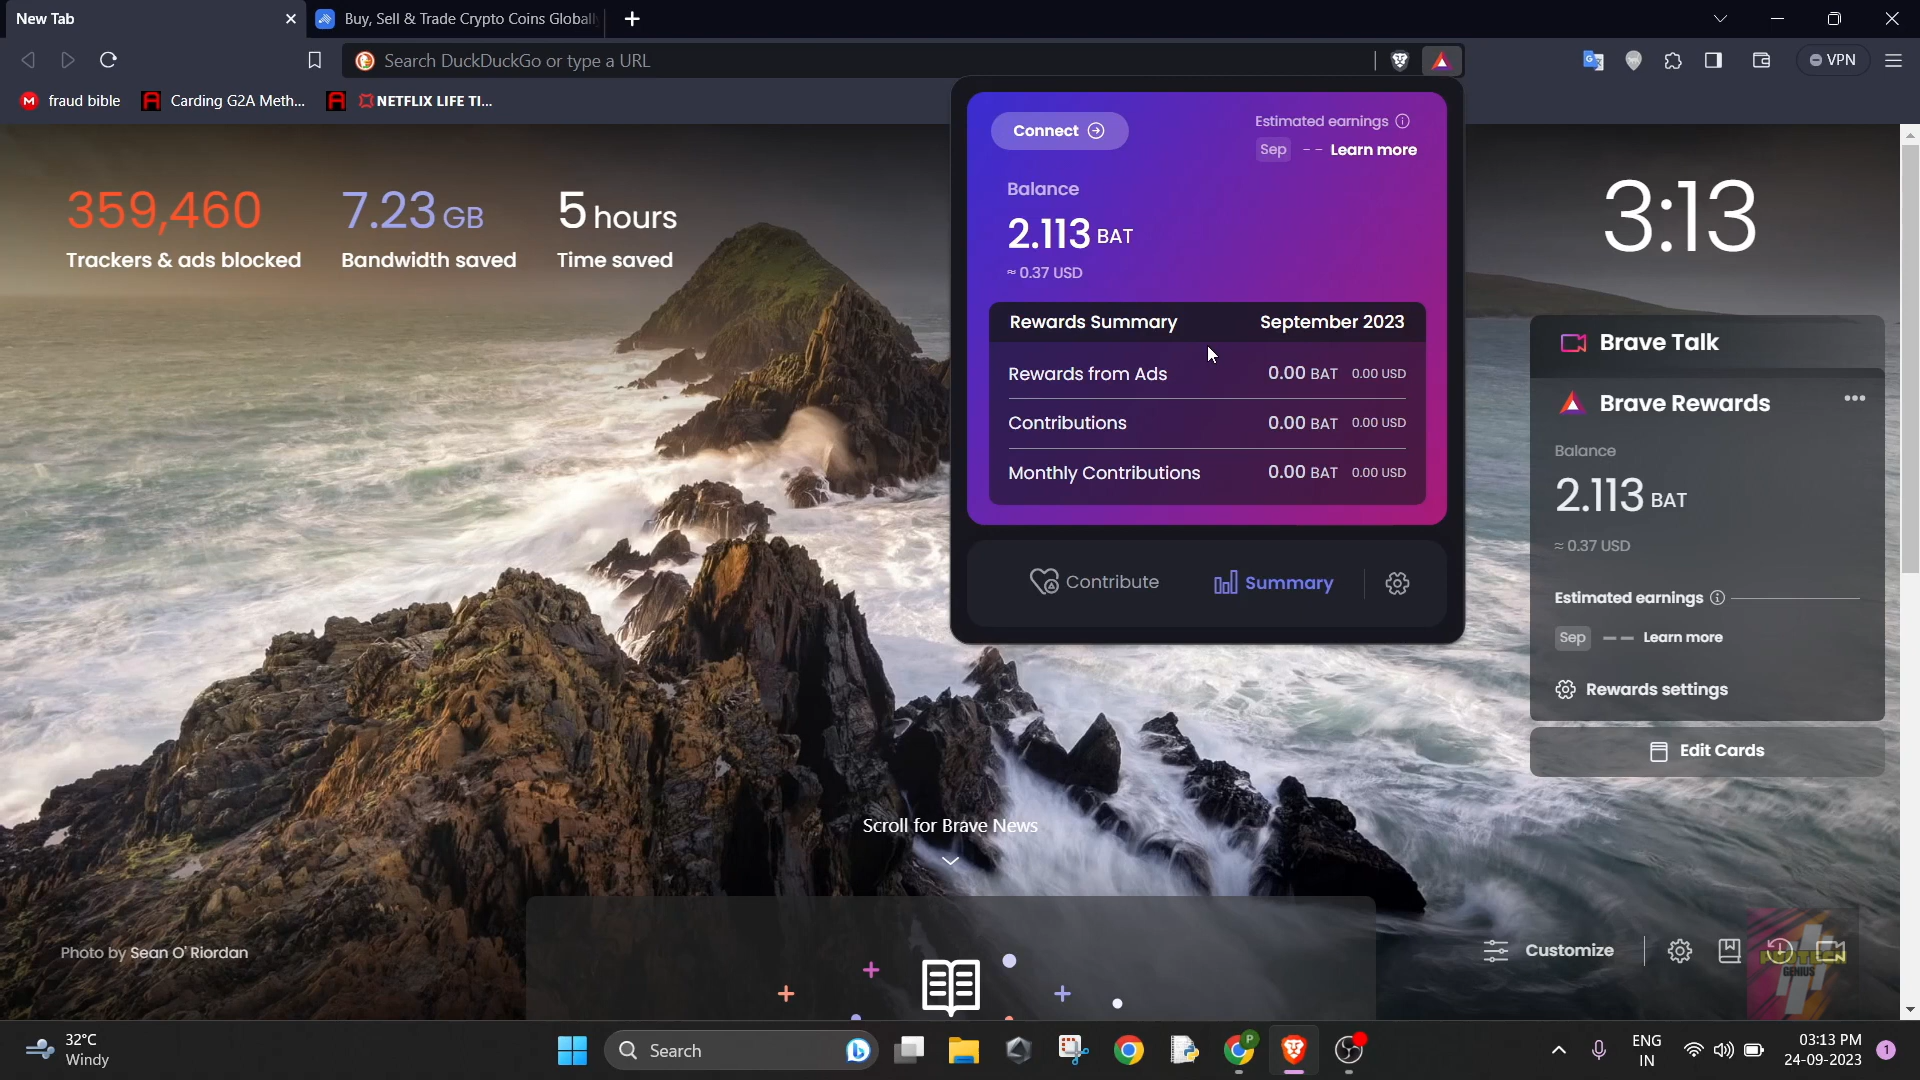 New Tab
Buy, Sell & Trade Crypto Coins Globall
Search DuckDuckGo or type a URL
VPN
fraud bible
Carding G2A Meth...
NETFLIX LIFE TI...
359,460
Trackers & ads blocked
7.23 GB
Bandwidth saved
5 hours
Time saved
Connect
Estimated earnings
Sep -- Learn more
Balance
2.113 BAT
≈ 0.37 USD
Rewards Summary September 2023
Rewards from Ads 0.00 BAT 0.00 USD
Contributions 0.00 BAT 0.00 USD
Monthly Contributions 0.00 BAT 0.00 USD
Contribute
Summary
3:13
Brave Talk
Brave Rewards
Balance
2.113 BAT
≈ 0.37 USD
Estimated earnings
Sep -- Learn more
Rewards settings
Edit Cards
Scroll for Brave News
Photo by Sean O' Riordan
Customize
GENIUS
32°C
Windy
Search
P
ENG
IN
03:13 PM
24-09-2023
1